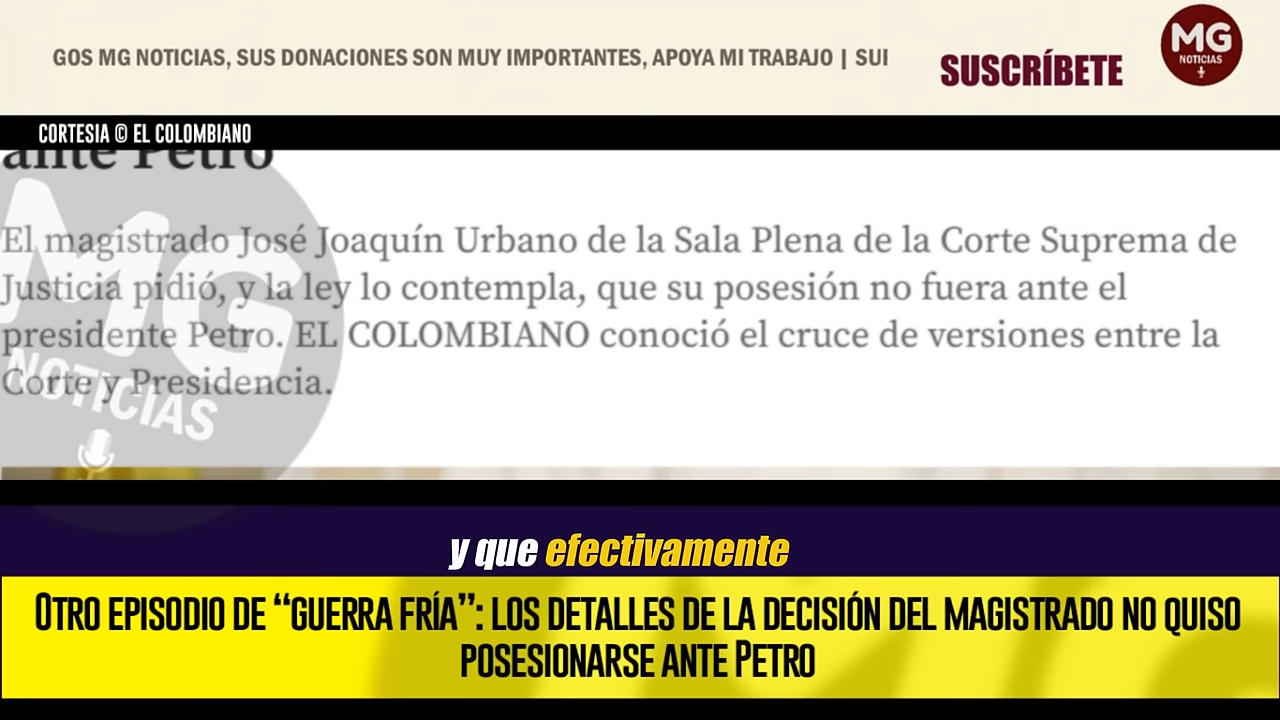 GOS MG NOTICIAS, SUS DONACIONES SON MUY IMPORTANTES, APOYA MI TRABAJO | SUI
SUSCRÍBETE
MG
NOTICIAS
CORTESIA © EL COLOMBIANO
ante Petro
El magistrado José Joaquín Urbano de la Sala Plena de la Corte Suprema de
Justicia pidió, y la ley lo contempla, que su posesión no fuera ante el
presidente Petro. EL COLOMBIANO conoció el cruce de versiones entre la
Corte y Presidencia.
MG
NOTICIAS
y que efectivamente
OTRO EPISODIO DE “GUERRA FRÍA”: LOS DETALLES DE LA DECISIÓN DEL MAGISTRADO NO QUISO
POSESIONARSE ANTE PETRO